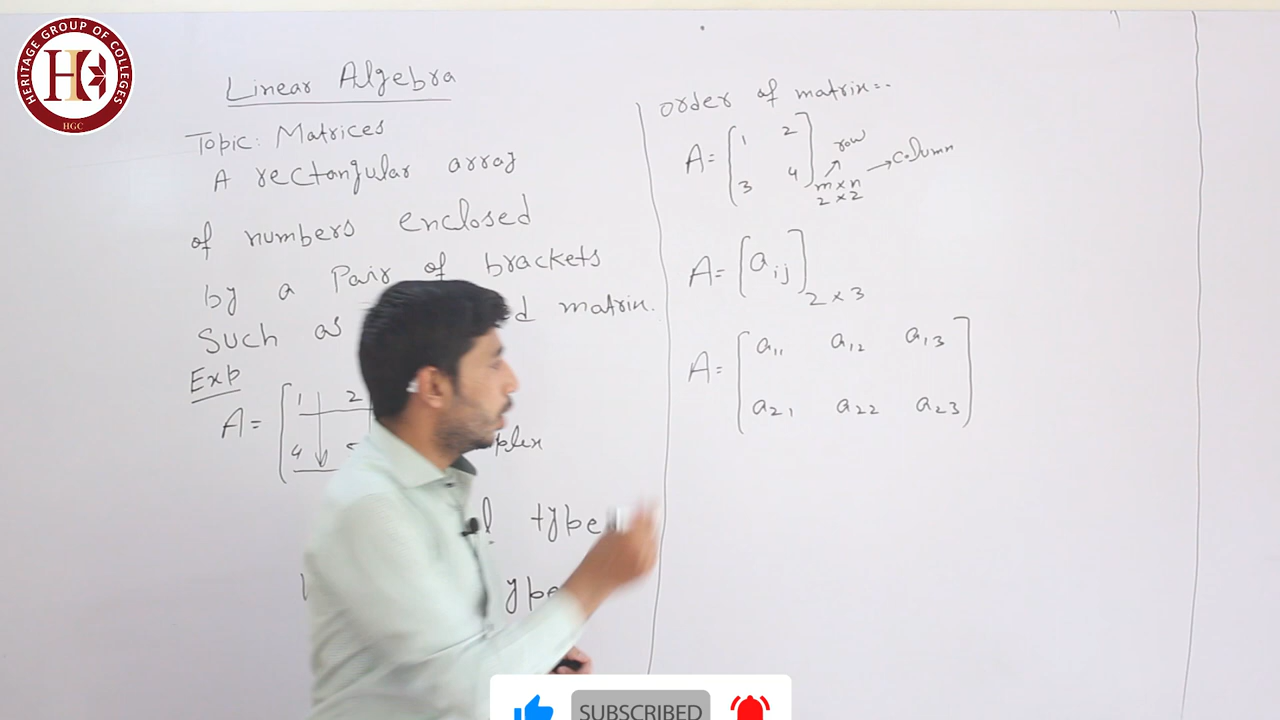 HERITAGE GROUP OF COLLEGES
HGC
Linear Algebra
Topic: Matrices
A rectangular array
of numbers enclosed
by a Pair of brackets
Such as matrix.
Exp
A= [1 2
4
type
order of matrix:-
A= [1 2
3 4]
row
column
m×n
2×2
A= [aij] 2×3
A= [a11 a12 a13
a21 a22 a23]
SUBSCRIBED